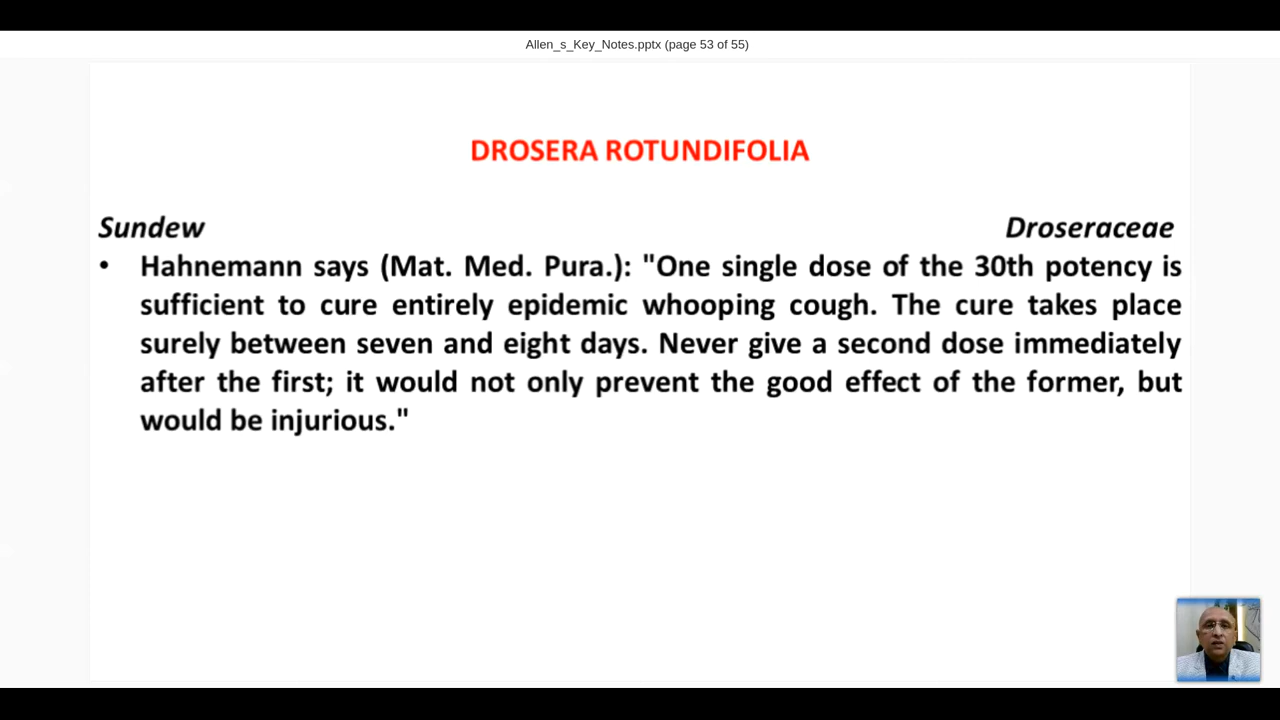 Allen_s_Key_Notes.pptx (page 53 of 55)
DROSERA ROTUNDIFOLIA
Sundew Droseraceae
• Hahnemann says (Mat. Med. Pura.): "One single dose of the 30th potency is
sufficient to cure entirely epidemic whooping cough. The cure takes place
surely between seven and eight days. Never give a second dose immediately
after the first; it would not only prevent the good effect of the former, but
would be injurious."